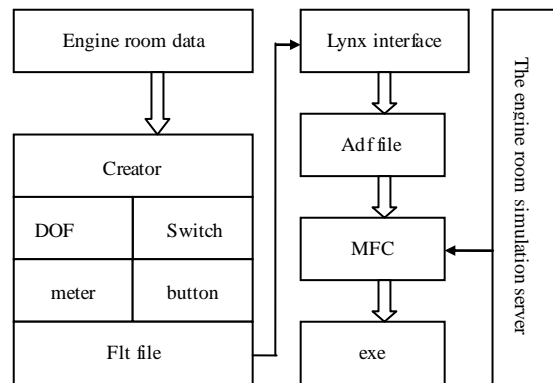 Engine room data
Creator
DOF
Switch
meter
button
Flt file
Lynx interface
Adf file
MFC
exe
The engine room simulation server